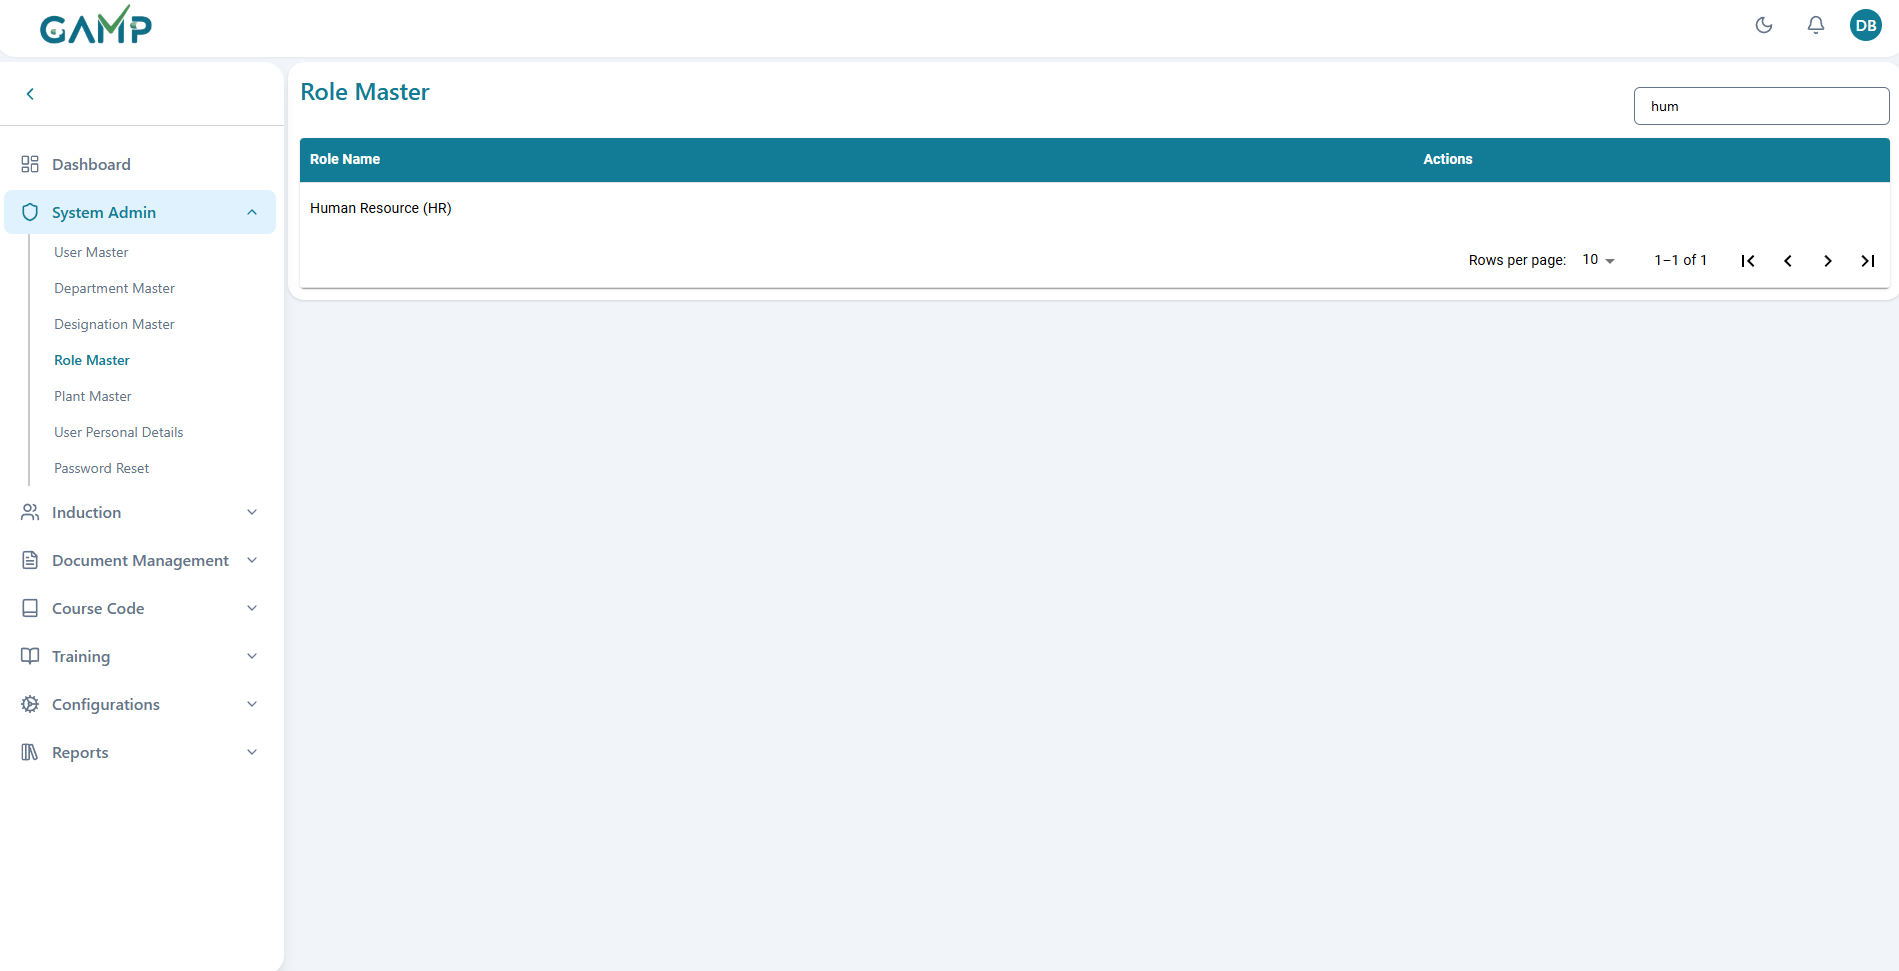 GAMP
DB
Role Master
hum
Role Name Actions
Human Resource (HR)
Rows per page: 10 1–1 of 1
Dashboard
System Admin
User Master
Department Master
Designation Master
Role Master
Plant Master
User Personal Details
Password Reset
Induction
Document Management
Course Code
Training
Configurations
Reports